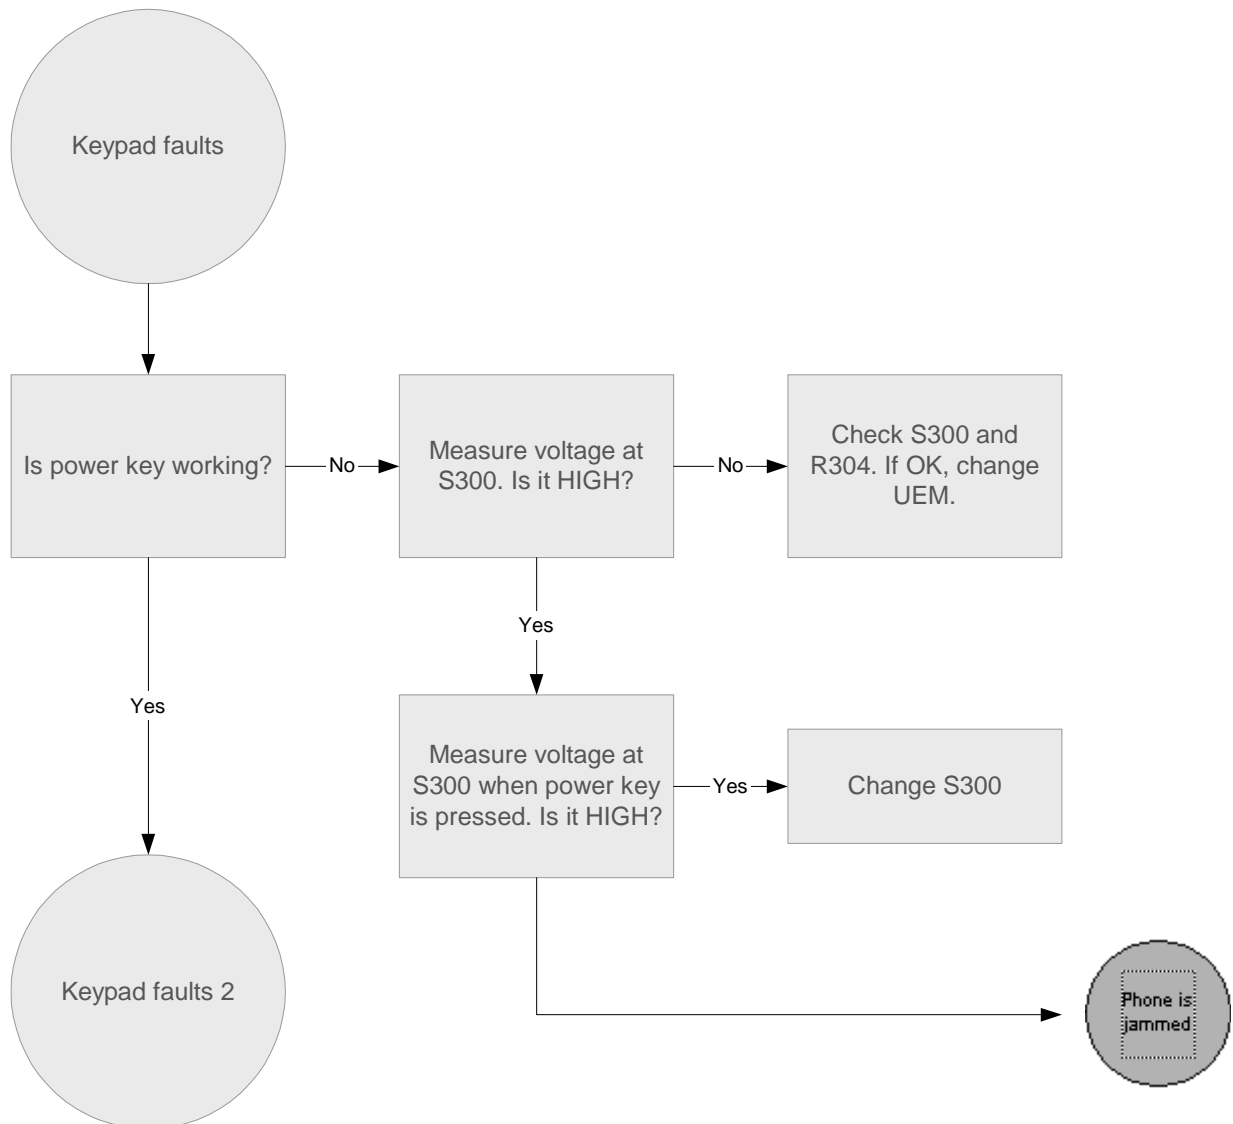 Keypad faults
Is power key working?
No
Measure voltage at
S300. Is it HIGH?
No
Check S300 and
R304. If OK, change
UEM.
Yes
Yes
Measure voltage at
S300 when power key
is pressed. Is it HIGH?
Yes
Change S300
Keypad faults 2
Phone is
jammed